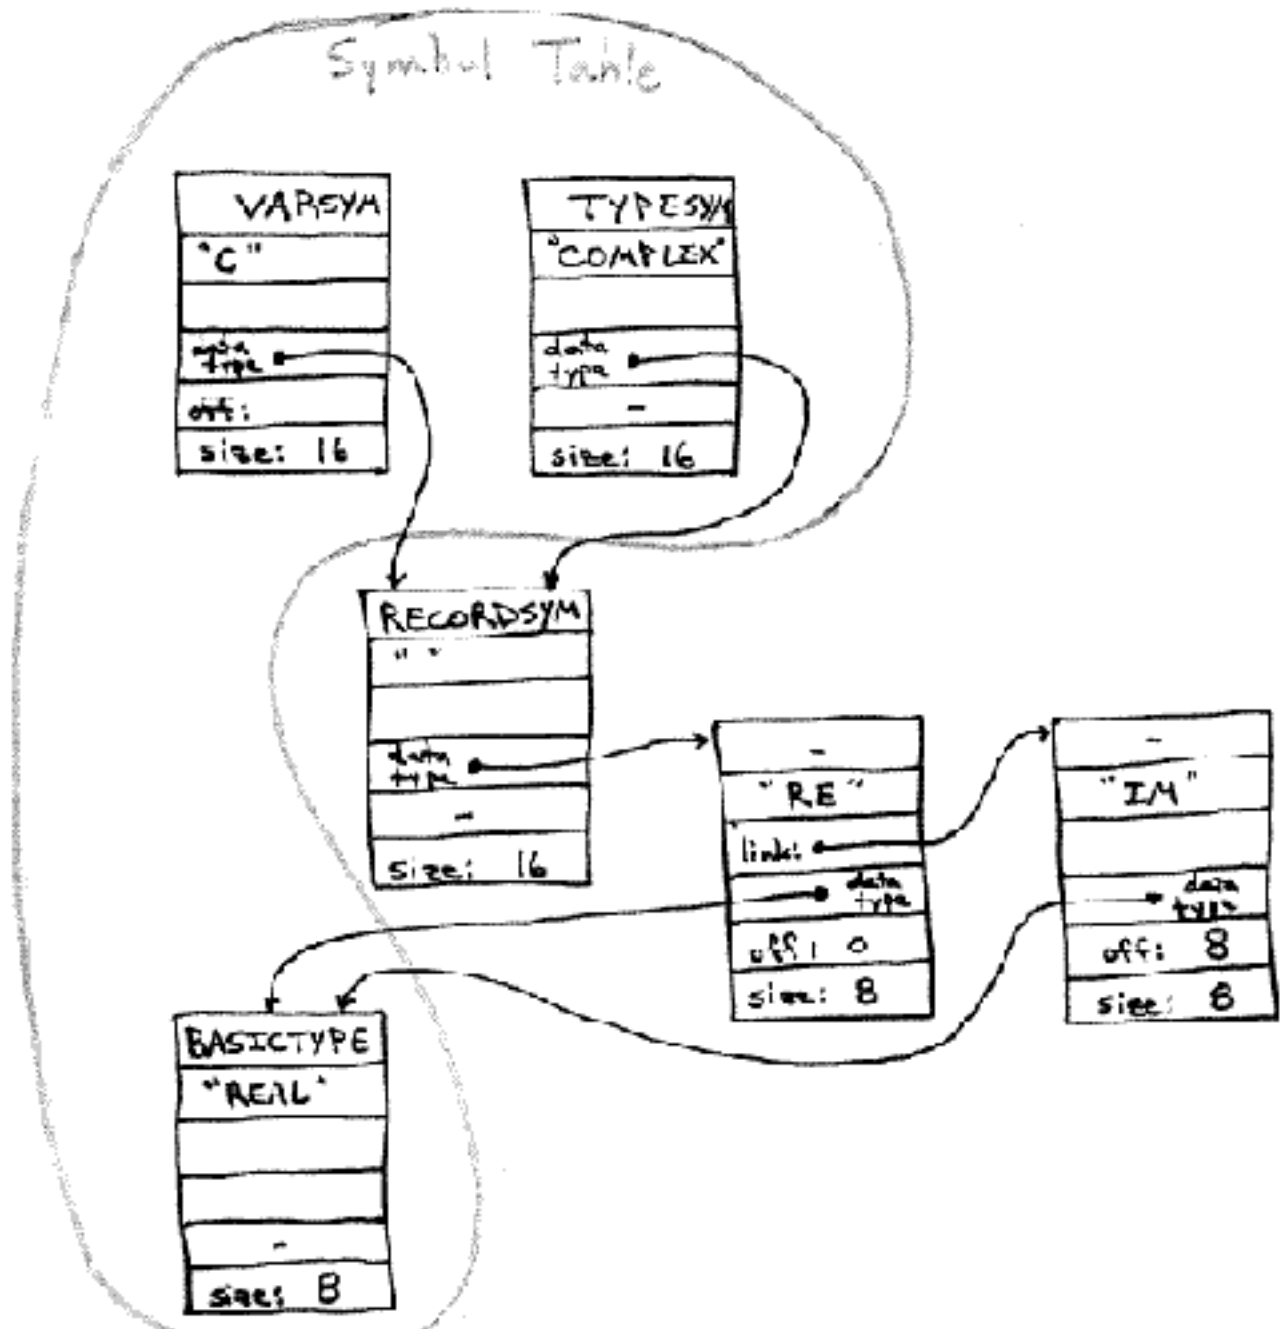 Symbol Table
VARSYM
"C"
data
type
off:
size: 16
TYPESYM
"COMPLEX"
data
type
-
size: 16
RECORDSYM
" "
data
type
-
size: 16
-
"RE"
link:
data
type
off: 0
size: 8
-
"IM"
data
type
off: 8
size: 8
BASICTYPE
"REAL"
-
size: 8